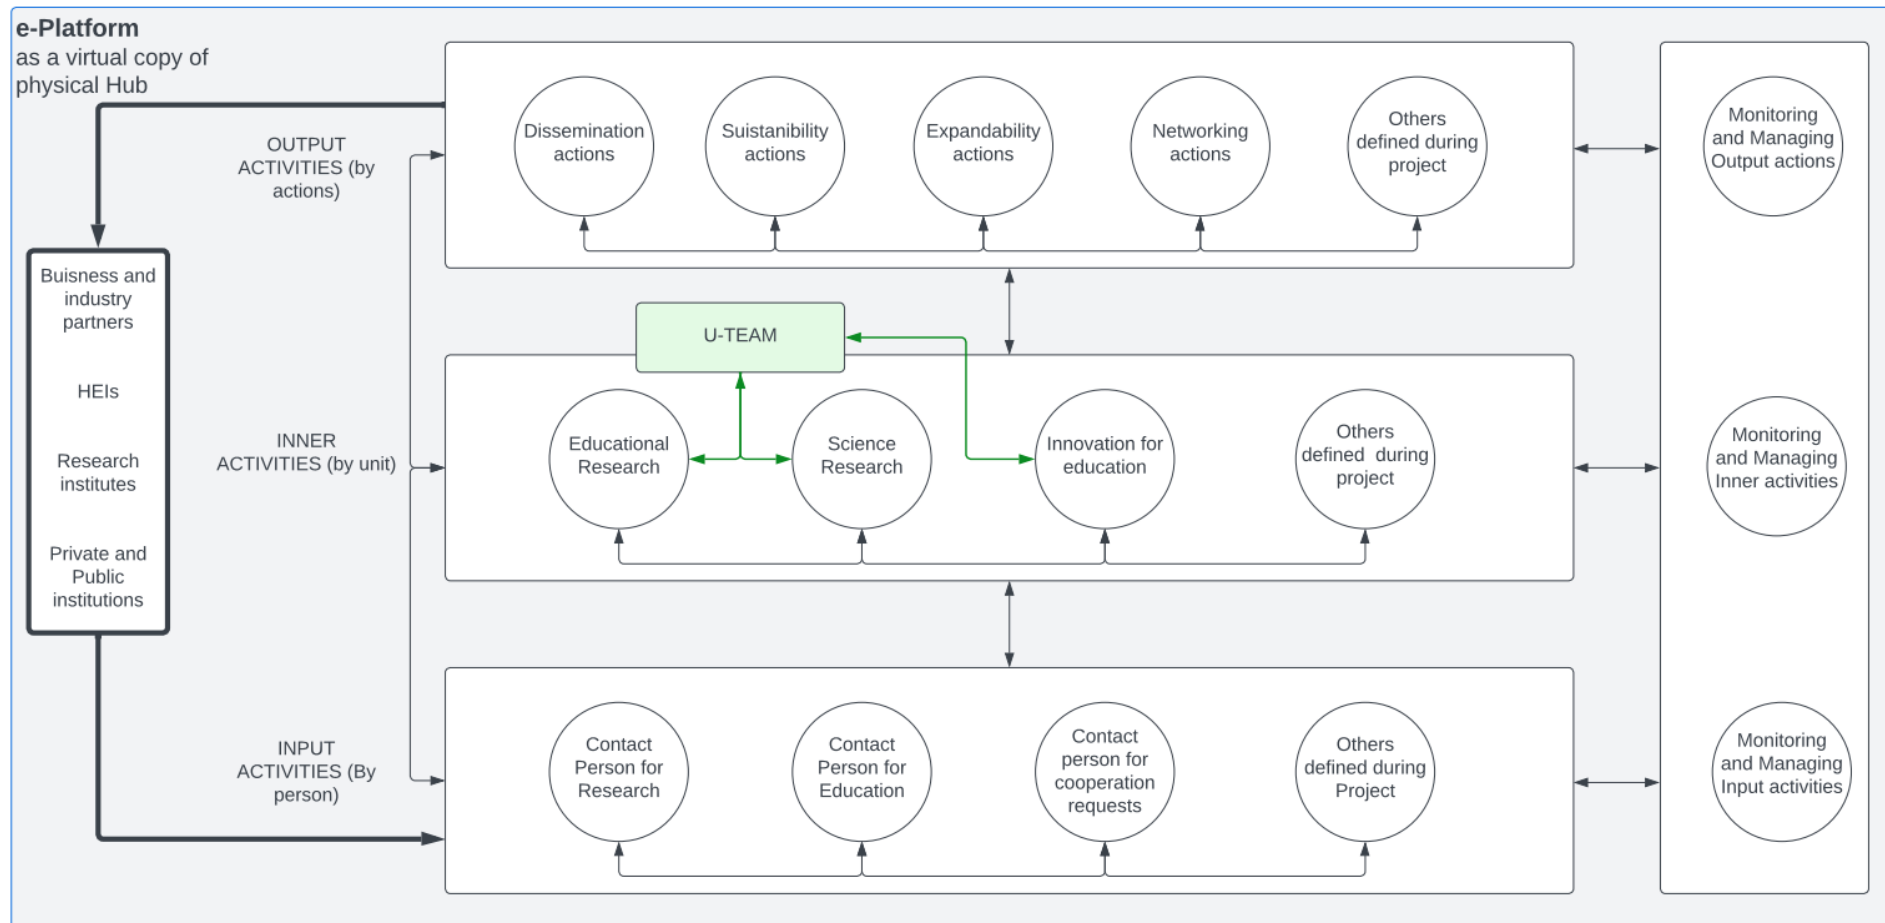 e-Platform
as a virtual copy of
physical Hub
OUTPUT
ACTIVITIES (by
actions)
Dissemination
actions
Suistanibility
actions
Expandability
actions
Networking
actions
Others
defined during
project
Monitoring
and Managing
Output actions
Buisness and
industry
partners
HEIs
Research
institutes
Private and
Public
institutions
U-TEAM
INNER
ACTIVITIES (by unit)
Educational
Research
Science
Research
Innovation for
education
Others
defined during
project
Monitoring
and Managing
Inner activities
INPUT
ACTIVITIES (By
person)
Contact
Person for
Research
Contact
Person for
Education
Contact
person for
cooperation
requests
Others
defined during
Project
Monitoring
and Managing
Input activities